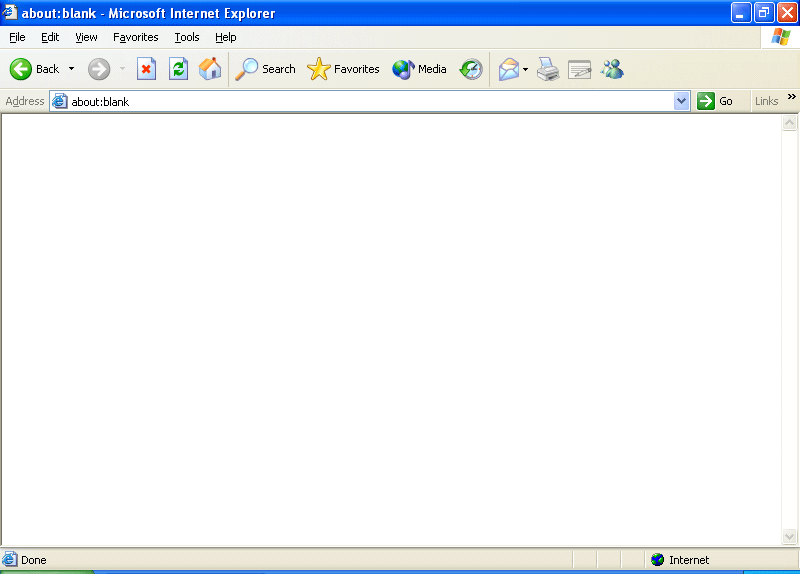 about:blank - Microsoft Internet Explorer
File Edit View Favorites Tools Help
Back Search Favorites Media
Address about:blank Go Links »
Done Internet